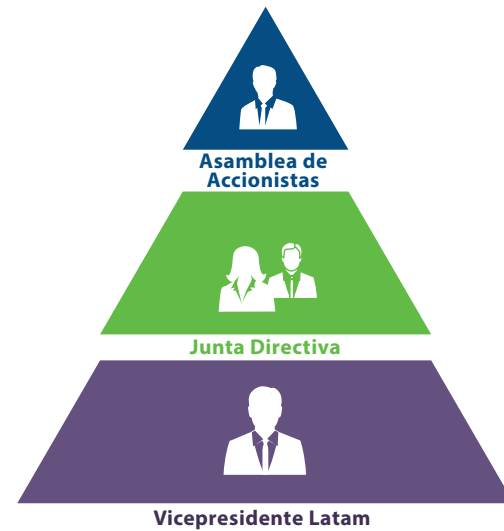 Asamblea de
Accionistas
Junta Directiva
Vicepresidente Latam